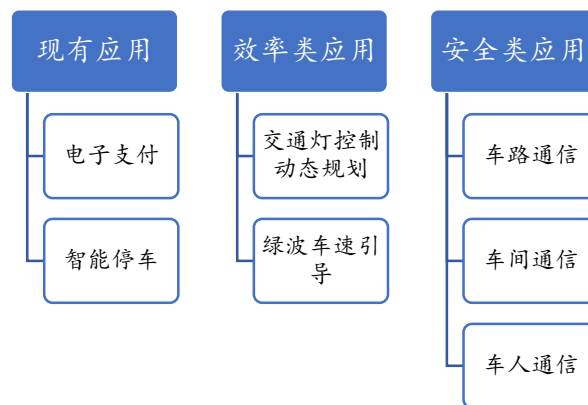 现有应用
电子支付
智能停车
效率类应用
交通灯控制
动态规划
绿波车速引
导
安全类应用
车路通信
车间通信
车人通信